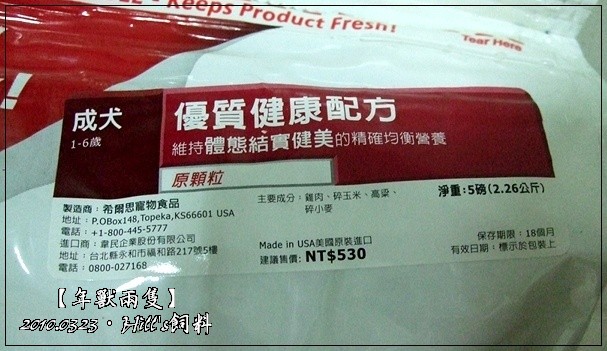 Keeps Product Fresh!
Tear Here
成犬
1-6歲
優質健康配方
維持體態結實健美的精確均衡營養
原顆粒
主要成分：雞肉、碎玉米、高粱、
碎小麥
淨重：5磅(2.26公斤)
製造商：希爾思寵物食品
地址：P.OBox148,Topeka,KS66601 USA
電話：+1-800-445-5777
進口商：韋民企業股份有限公司
地址：台北縣永和市福和路217號5樓
電話：0800-027168
Made in USA美國原裝進口
建議售價：NT$530
保存期限：18個月
有效日期：標示於包裝上
【年獸兩隻】
2010.03.23・Hill's飼料